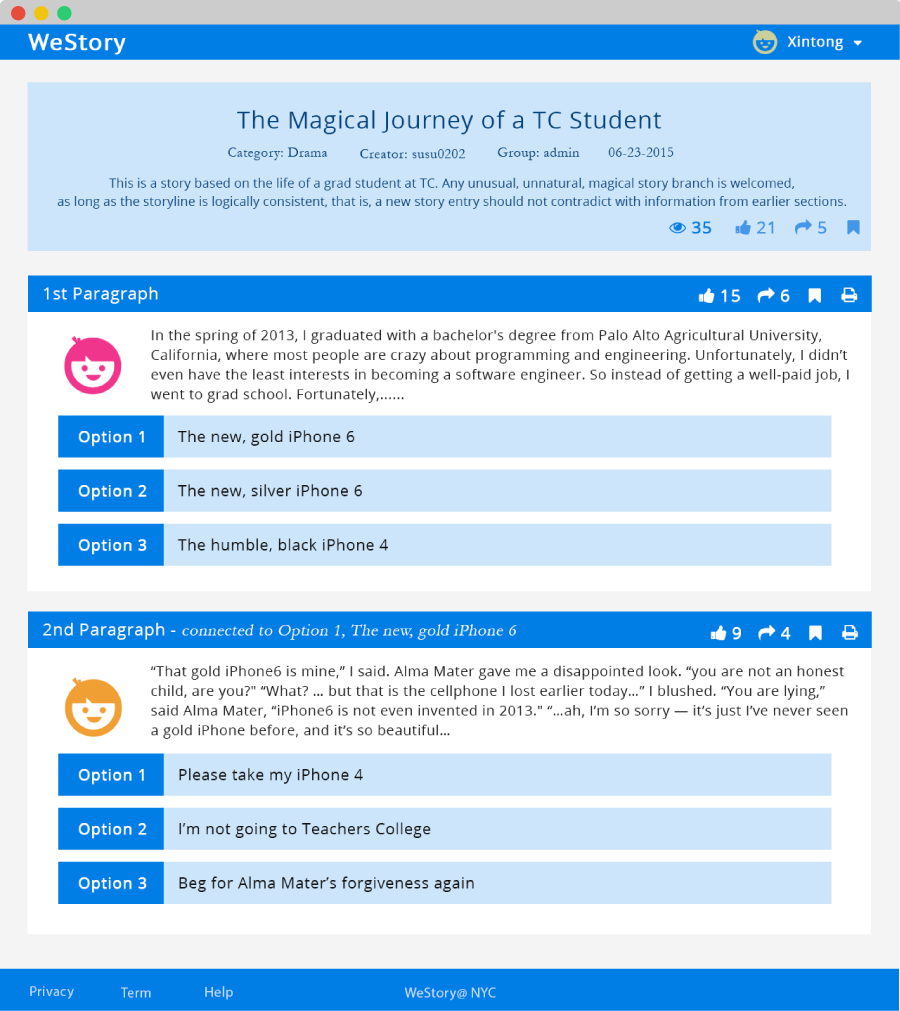 WeStory
Xintong
The Magical Journey of a TC Student
Category: Drama Creator: susu0202 Group: admin 06-23-2015
This is a story based on the life of a grad student at TC. Any unusual, unnatural, magical story branch is welcomed,
as long as the storyline is logically consistent, that is, a new story entry should not contradict with information from earlier sections.
35 21 5
1st Paragraph
15 6
In the spring of 2013, I graduated with a bachelor's degree from Palo Alto Agricultural University,
California, where most people are crazy about programming and engineering. Unfortunately, I didn’t
even have the least interests in becoming a software engineer. So instead of getting a well-paid job, I
went to grad school. Fortunately,......
Option 1 The new, gold iPhone 6
Option 2 The new, silver iPhone 6
Option 3 The humble, black iPhone 4
2nd Paragraph - connected to Option 1, The new, gold iPhone 6
9 4
“That gold iPhone6 is mine,” I said. Alma Mater gave me a disappointed look. “you are not an honest
child, are you?" “What? ... but that is the cellphone I lost earlier today...” I blushed. “You are lying,”
said Alma Mater, “iPhone6 is not even invented in 2013." “...ah, I’m so sorry — it’s just I’ve never seen
a gold iPhone before, and it’s so beautiful...
Option 1 Please take my iPhone 4
Option 2 I’m not going to Teachers College
Option 3 Beg for Alma Mater’s forgiveness again
Privacy Term Help WeStory@ NYC